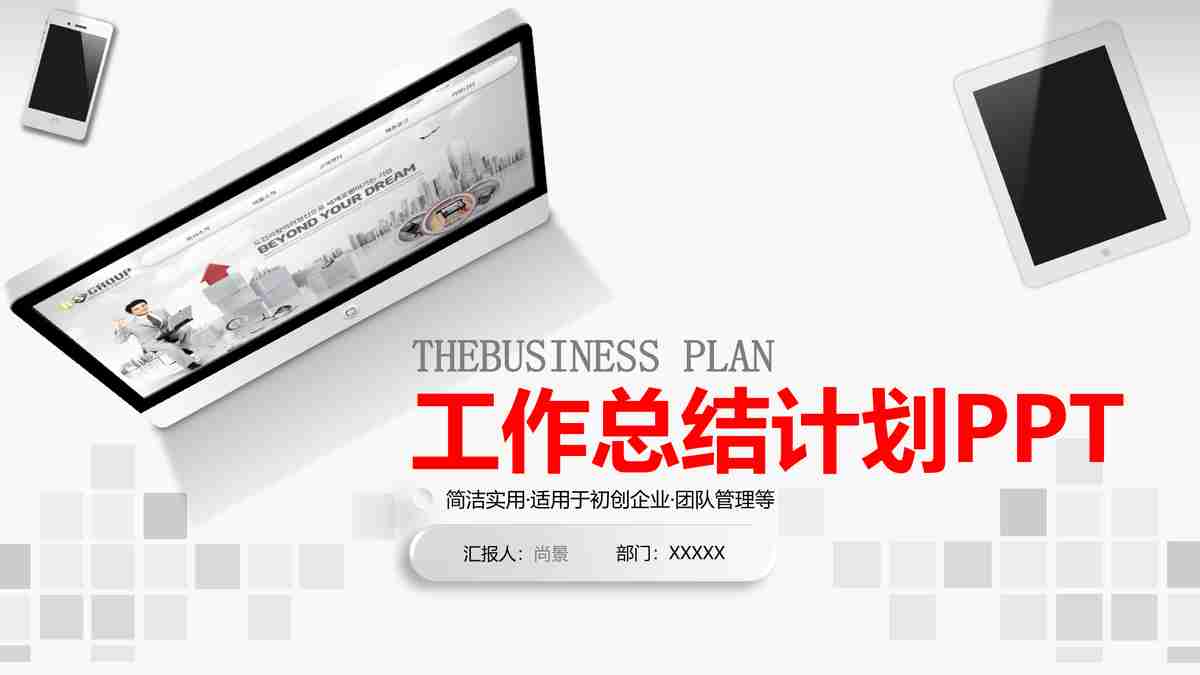 GROUP
BEYOND YOUR DREAM
THEBUSINESS PLAN
工作总结计划PPT
简洁实用·适用于初创企业·团队管理等
汇报人：尚景 部门：XXXXX